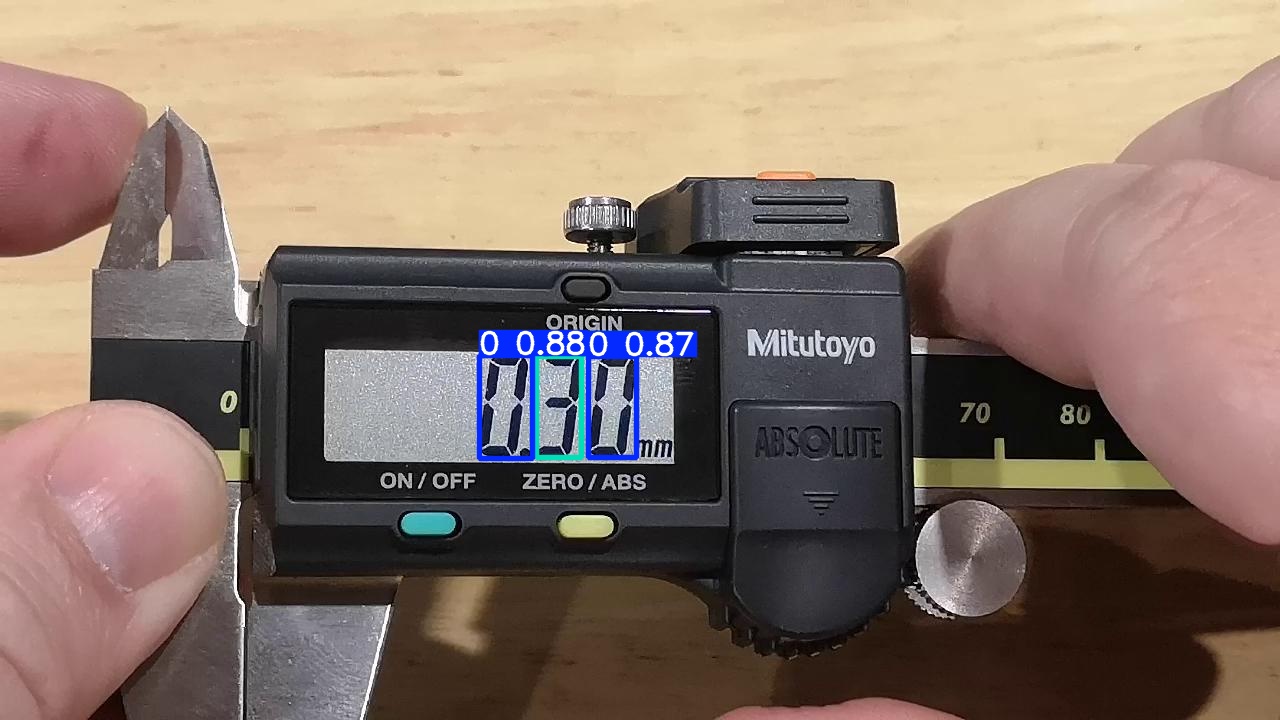 ORIGIN
0 0.880 0.87
0.30 mm
Mitutoyo
0
70 80
ABSOLUTE
ON / OFF ZERO / ABS